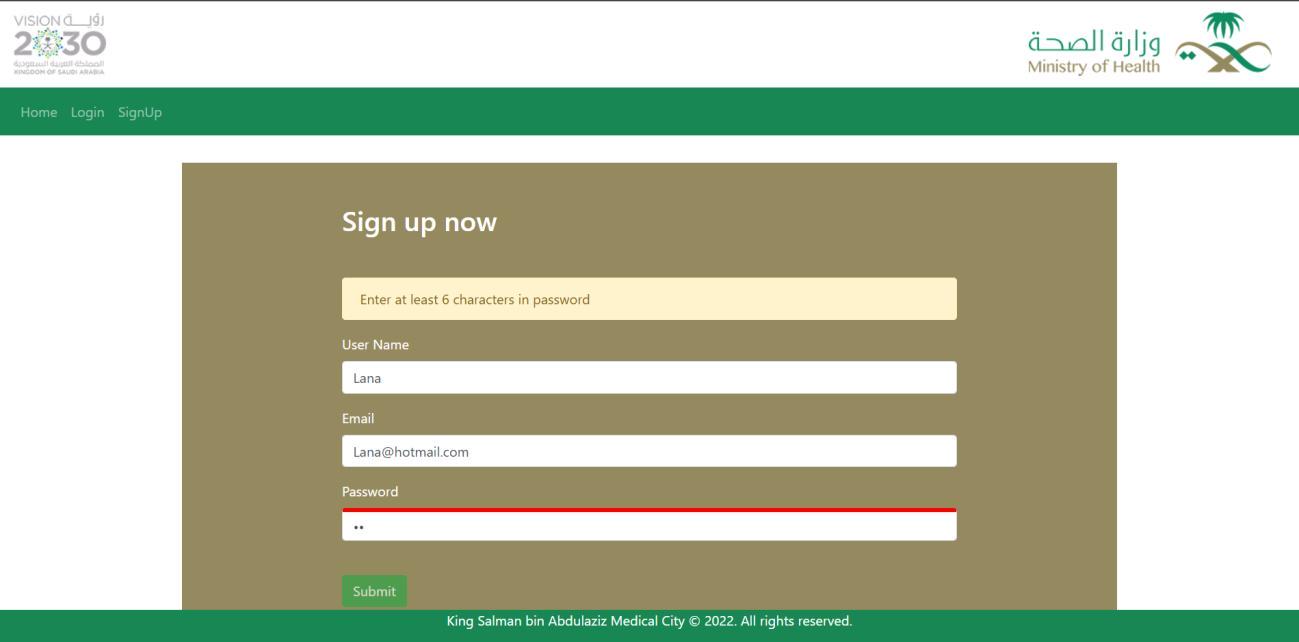 VISION رؤيـــة
2030
المملكة العربية السعودية
KINGDOM OF SAUDI ARABIA
وزارة الصحة
Ministry of Health
Home Login SignUp
Sign up now
Enter at least 6 characters in password
User Name
Lana
Email
Lana@hotmail.com
Password
••
Submit
King Salman bin Abdulaziz Medical City © 2022. All rights reserved.